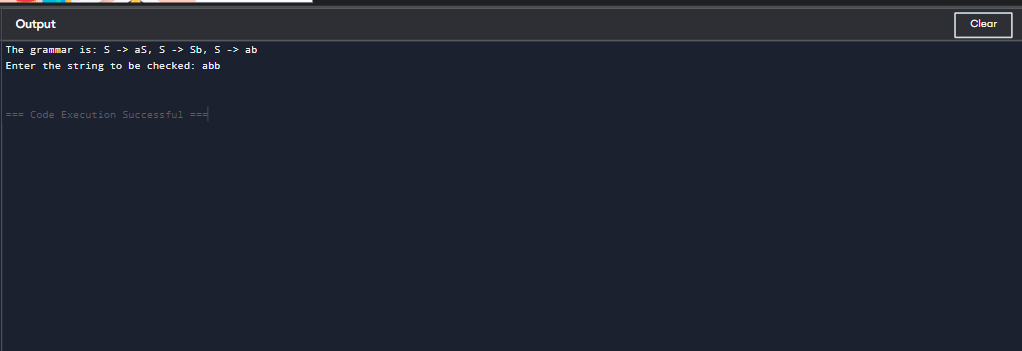 Output
Clear
The grammar is: S -> aS, S -> Sb, S -> ab
Enter the string to be checked: abb
=== Code Execution Successful ===